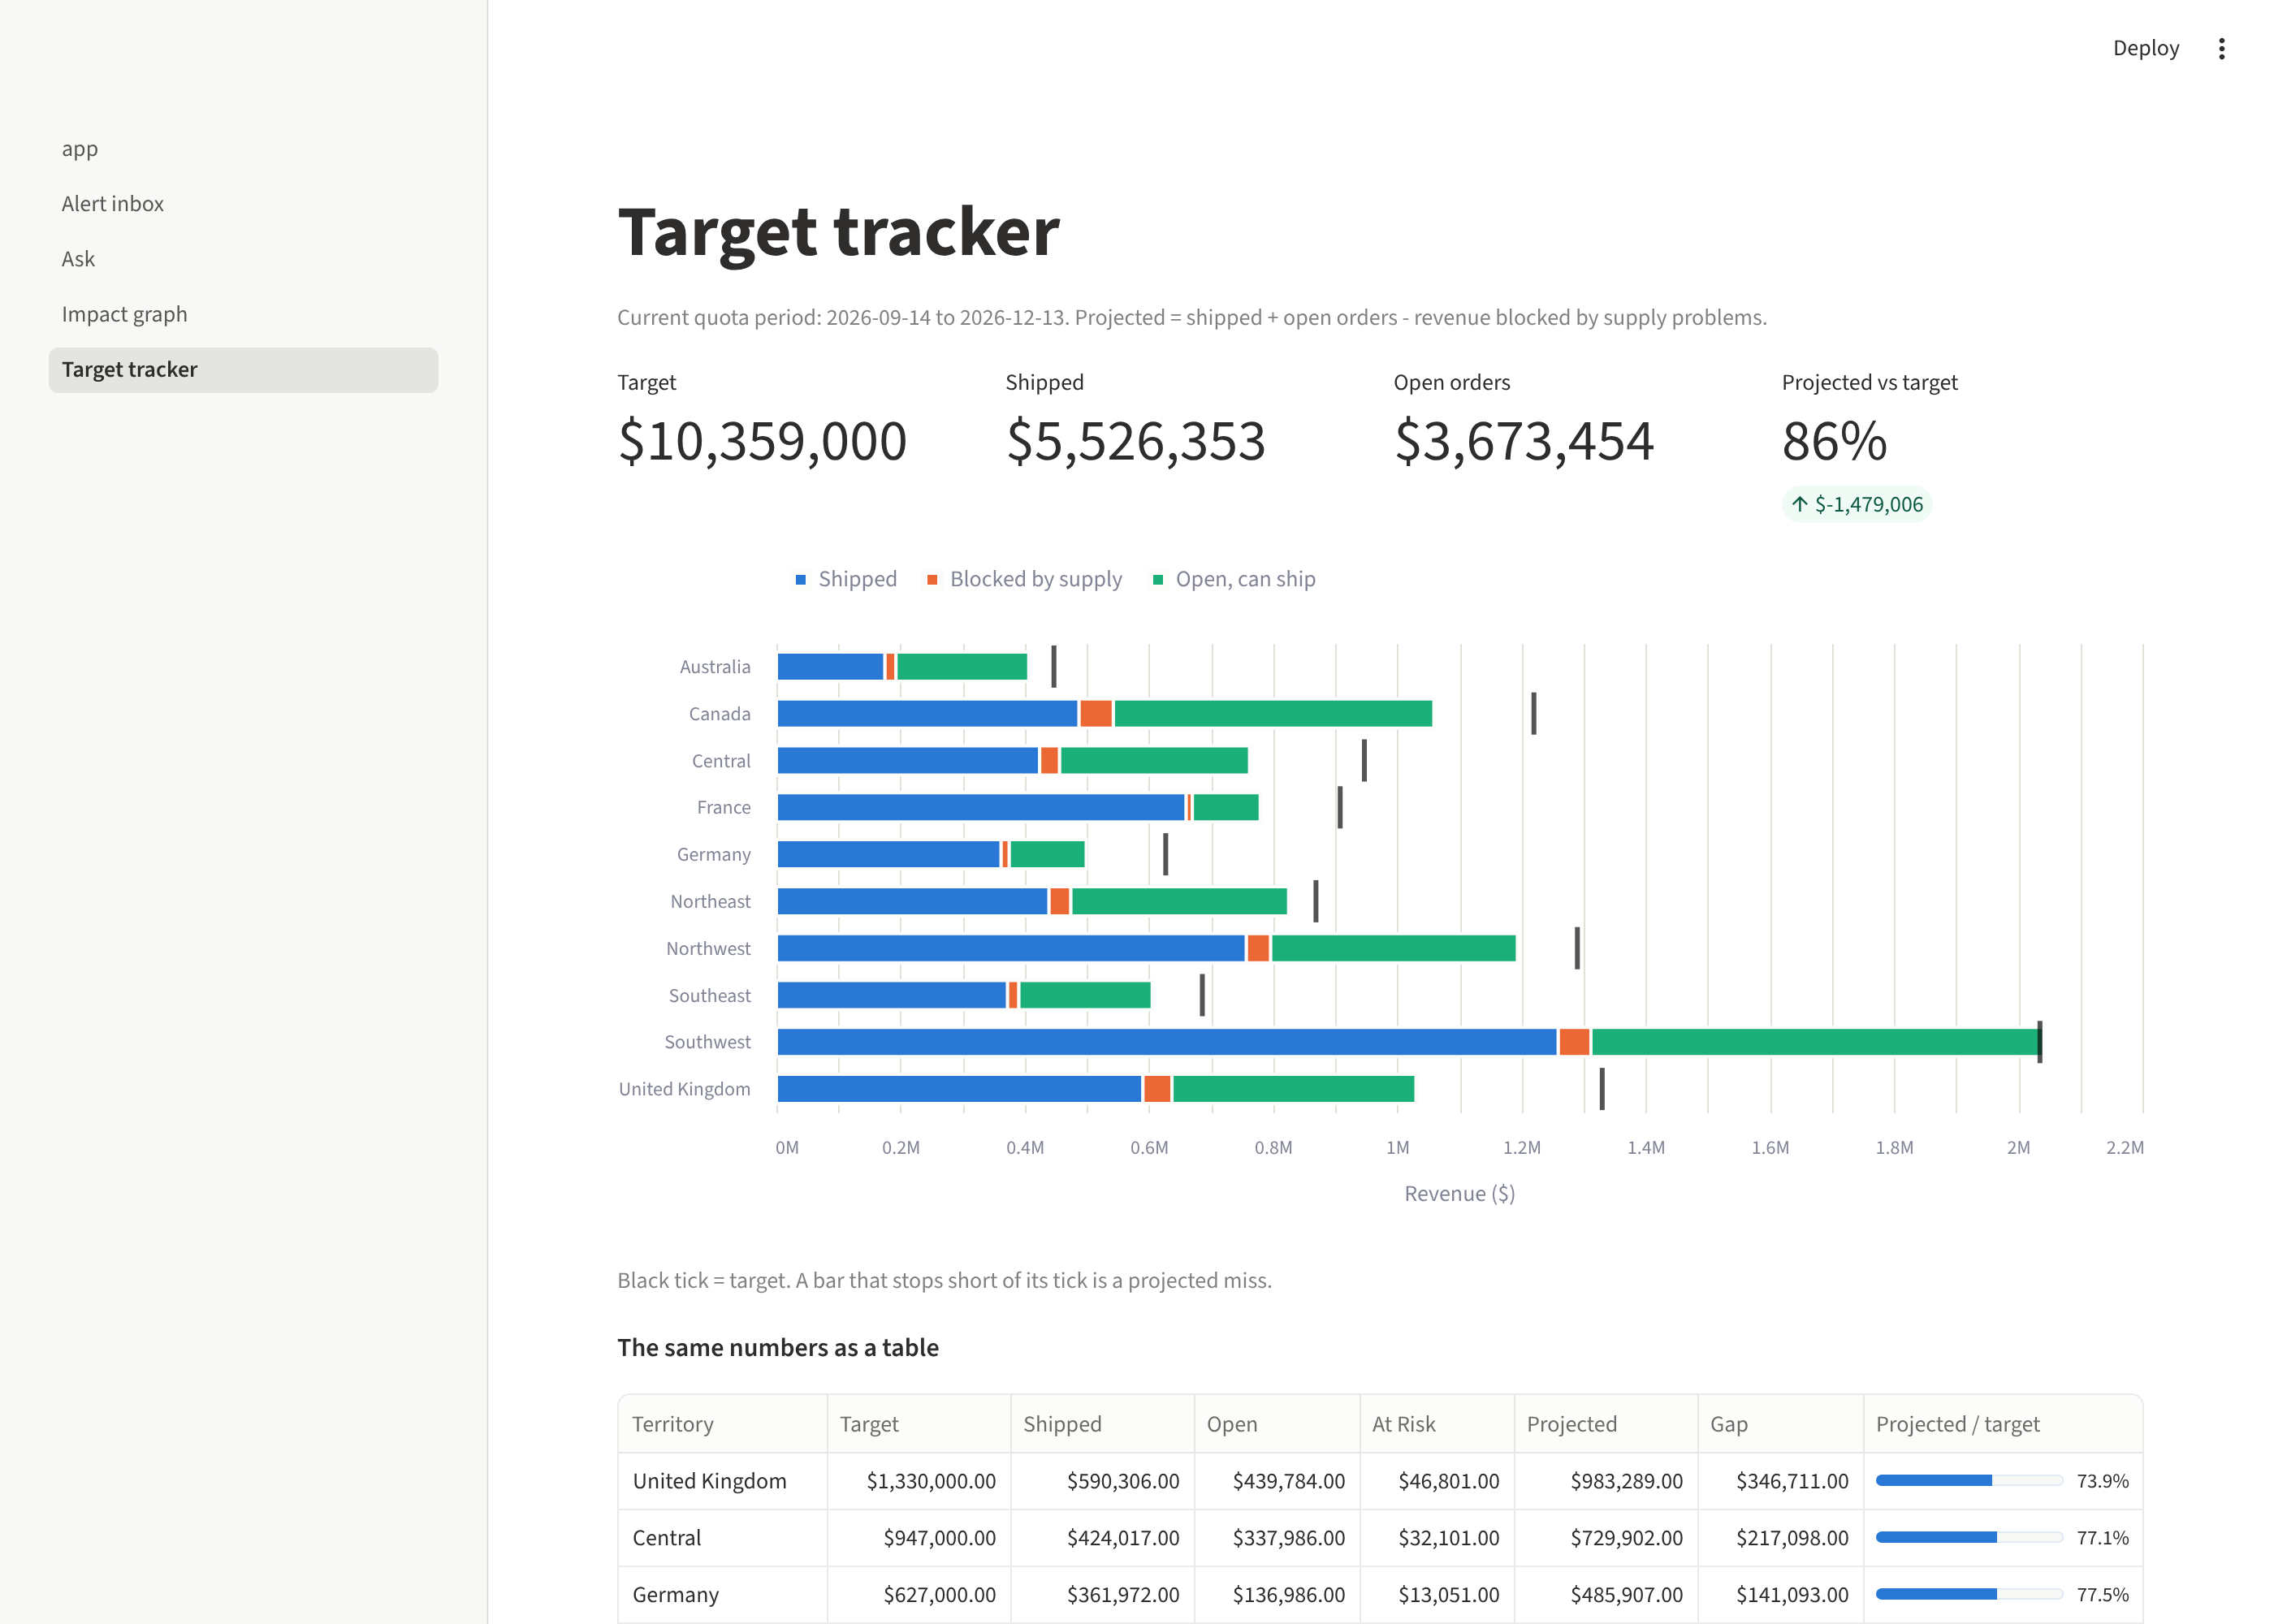 Deploy
app
Alert inbox
Ask
Impact graph
Target tracker
Target tracker
Current quota period: 2026-09-14 to 2026-12-13. Projected = shipped + open orders - revenue blocked by supply problems.
Target Shipped Open orders Projected vs target
$10,359,000 $5,526,353 $3,673,454 86%
↑ $-1,479,006
Shipped Blocked by supply Open, can ship
Australia
Canada
Central
France
Germany
Northeast
Northwest
Southeast
Southwest
United Kingdom
0M 0.2M 0.4M 0.6M 0.8M 1M 1.2M 1.4M 1.6M 1.8M 2M 2.2M
Revenue ($)
Black tick = target. A bar that stops short of its tick is a projected miss.
The same numbers as a table
Territory Target Shipped Open At Risk Projected Gap Projected / target
United Kingdom $1,330,000.00 $590,306.00 $439,784.00 $46,801.00 $983,289.00 $346,711.00 73.9%
Central $947,000.00 $424,017.00 $337,986.00 $32,101.00 $729,902.00 $217,098.00 77.1%
Germany $627,000.00 $361,972.00 $136,986.00 $13,051.00 $485,907.00 $141,093.00 77.5%